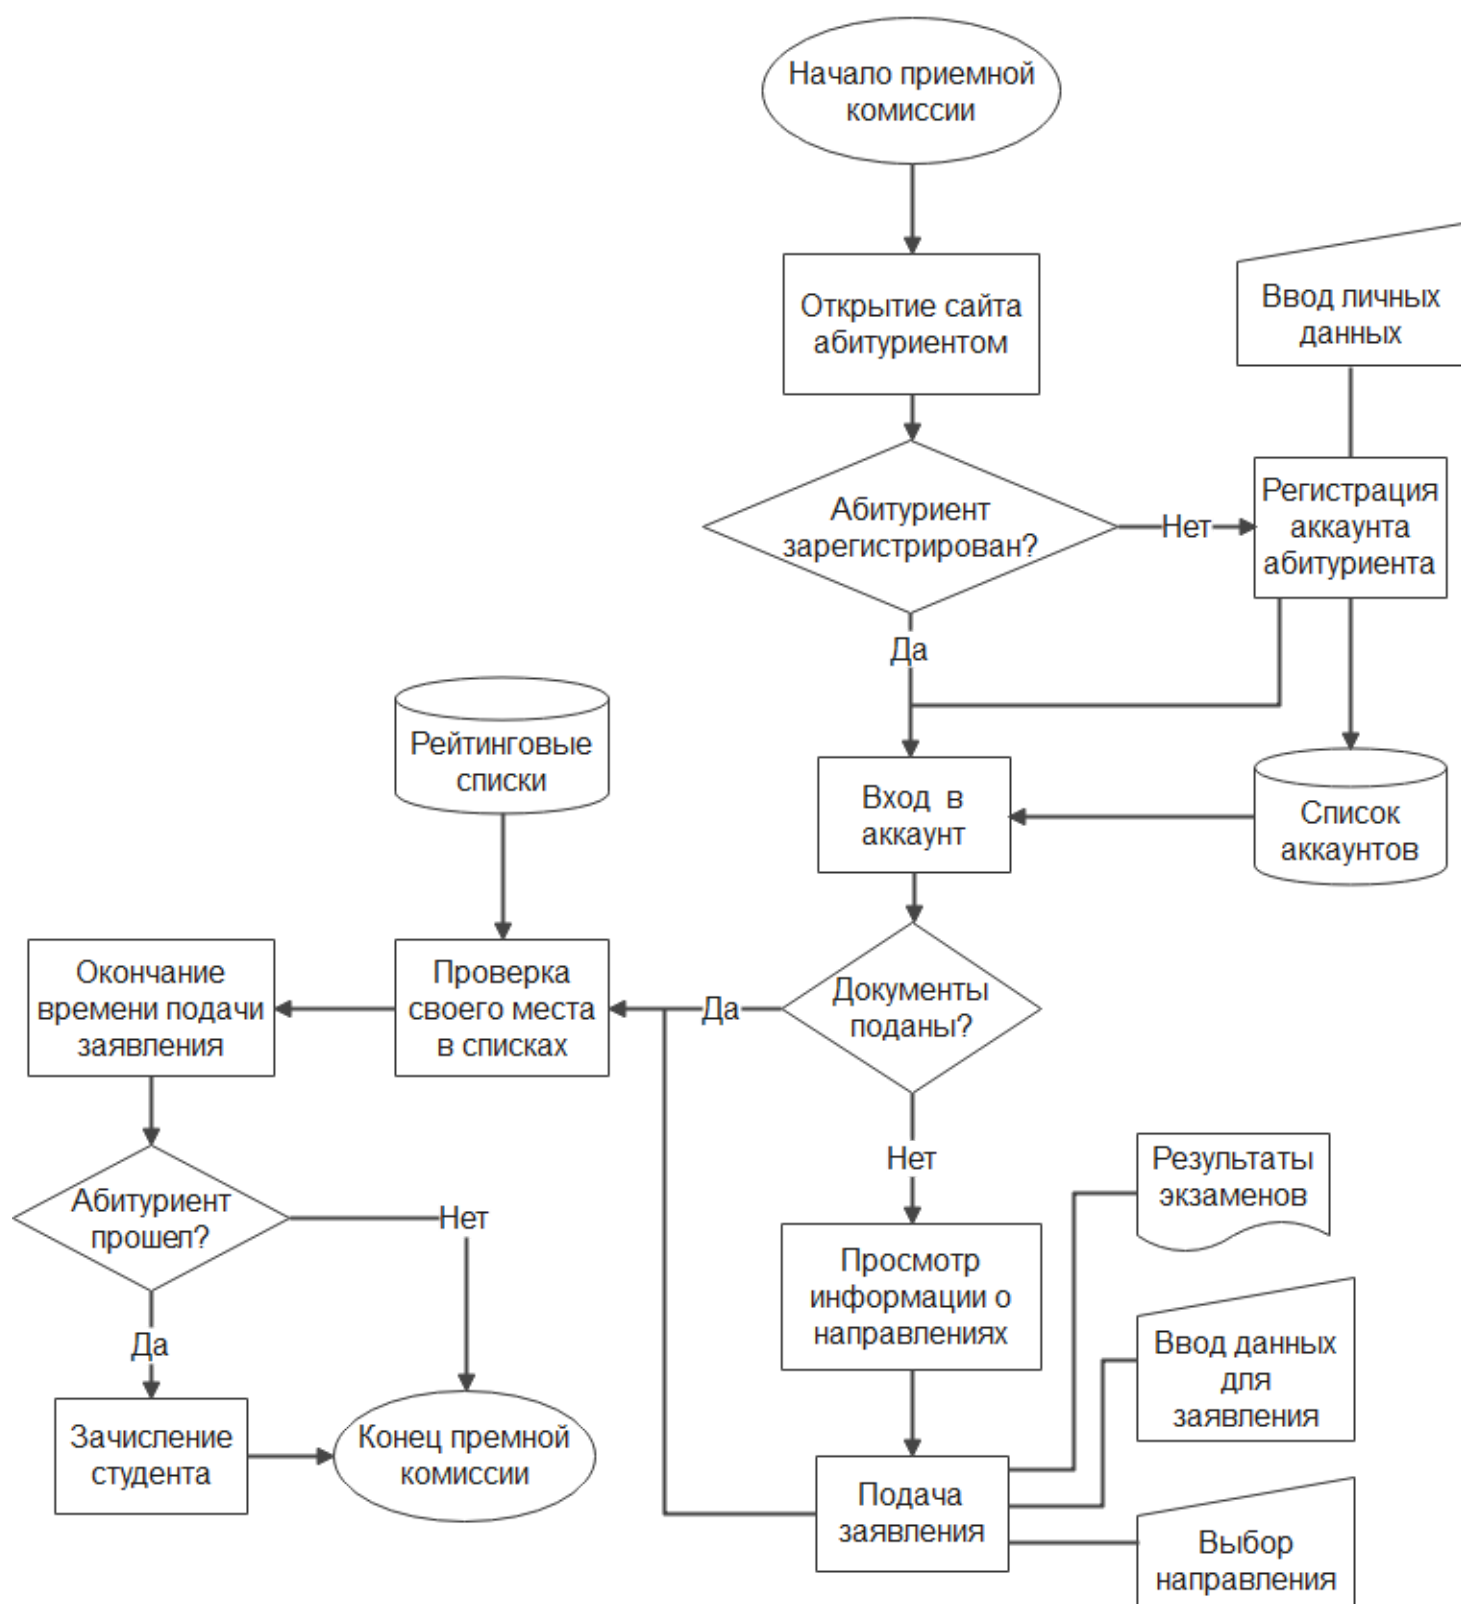 Начало приемной
комиссии
Открытие сайта
абитуриентом
Ввод личных
данных
Абитуриент
зарегистрирован?
Нет
Регистрация
аккаунта
абитуриента
Да
Рейтинговые
списки
Вход в
аккаунт
Список
аккаунтов
Окончание
времени подачи
заявления
Проверка
своего места
в списках
Да
Документы
поданы?
Нет
Абитуриент
прошел?
Нет
Результаты
экзаменов
Просмотр
информации о
направлениях
Да
Ввод данных
для
заявления
Зачисление
студента
Конец премной
комиссии
Подача
заявления
Выбор
направления